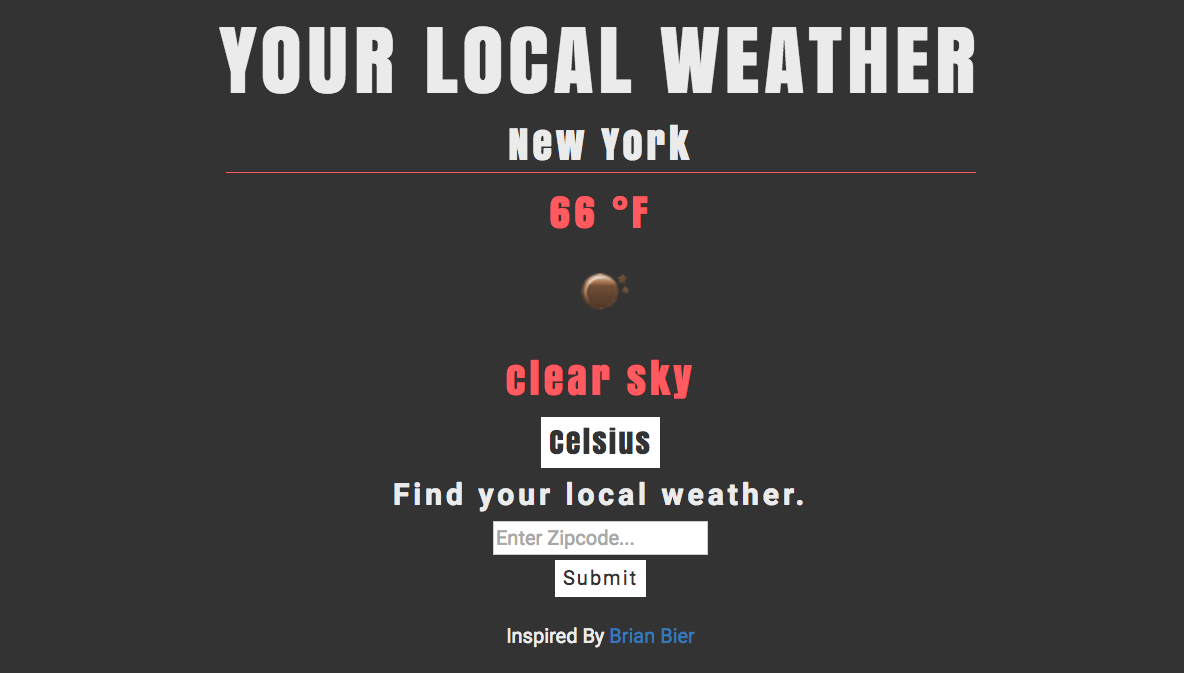 YOUR LOCAL WEATHER
New York
66 °F
clear sky
celsius
Find your local weather.
Enter Zipcode...
Submit
Inspired By Brian Bier